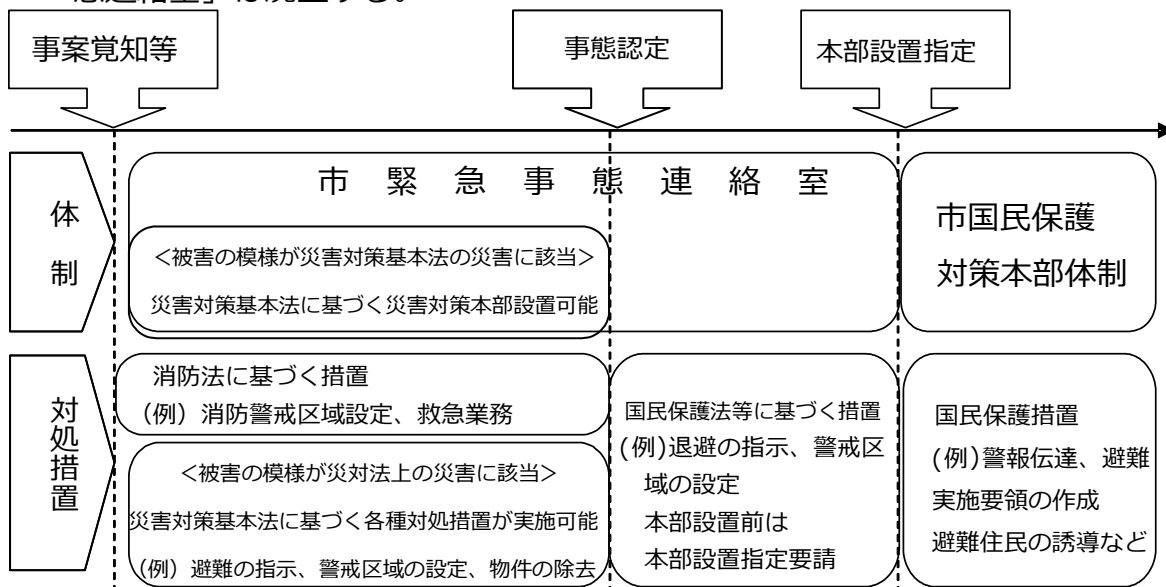 事案覚知等
事態認定
本部設置指定
体制
市緊急事態連絡室
＜被害の模様が災害対策基本法の災害に該当＞
災害対策基本法に基づく災害対策本部設置可能
市国民保護
対策本部体制
対処措置
消防法に基づく措置
（例）消防警戒区域設定、救急業務
＜被害の模様が災対法上の災害に該当＞
災害対策基本法に基づく各種対処措置が実施可能
（例）避難の指示、警戒区域の設定、物件の除去
国民保護法等に基づく措置
(例)退避の指示、警戒区
域の設定
本部設置前は
本部設置指定要請
国民保護措置
(例)警報伝達、避難
実施要領の作成
避難住民の誘導など